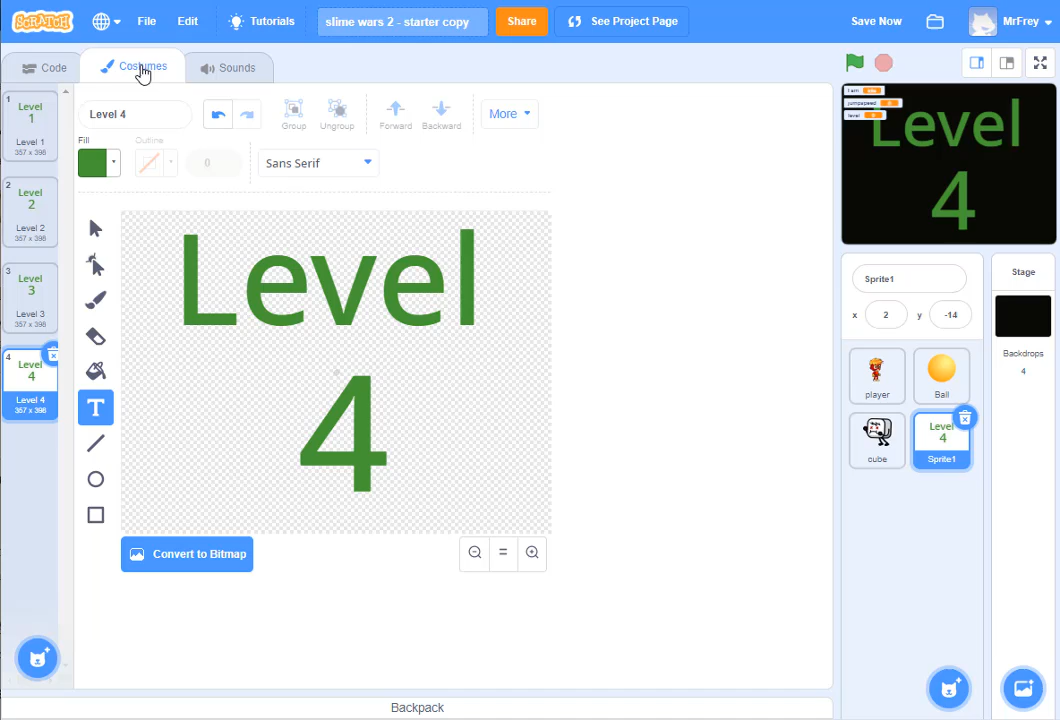 SCRATCH
File
Edit
Tutorials
slime wars 2 - starter copy
Share
See Project Page
Save Now
MrFrey
Code
Costumes
Sounds
1
Level
1
Level 1
357 x 398
2
Level
2
Level 2
357 x 398
3
Level
3
Level 3
357 x 398
4
Level
4
Level 4
357 x 398
Level 4
Group
Ungroup
Forward
Backward
More
Fill
Outline
0
Sans Serif
T
Level
4
Convert to Bitmap
I am
jumpspeed
level
Level
4
Sprite1
x
2
y
-14
player
Ball
cube
Level
4
Sprite1
Stage
Backdrops
4
Backpack